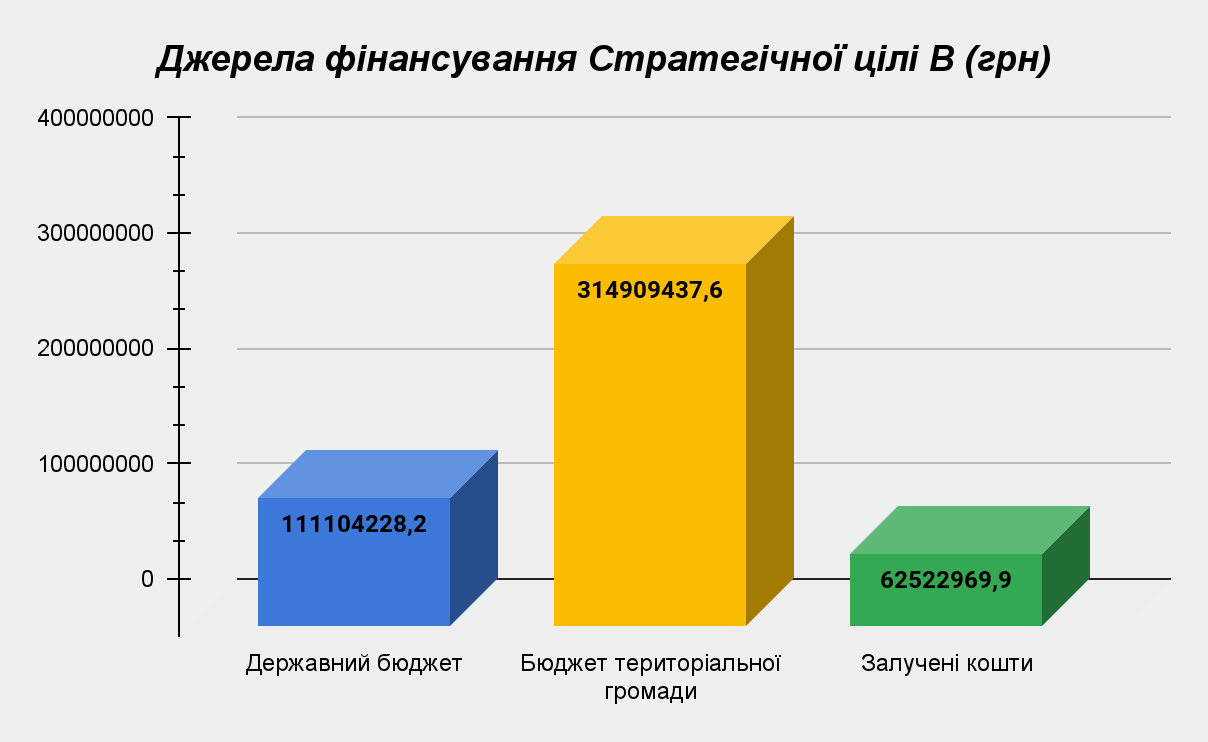 Джерела фінансування Стратегічної цілі В (грн)
400000000
300000000
200000000
100000000
0
111104228,2
314909437,6
62522969,9
Державний бюджет
Бюджет територіальної
громади
Залучені кошти